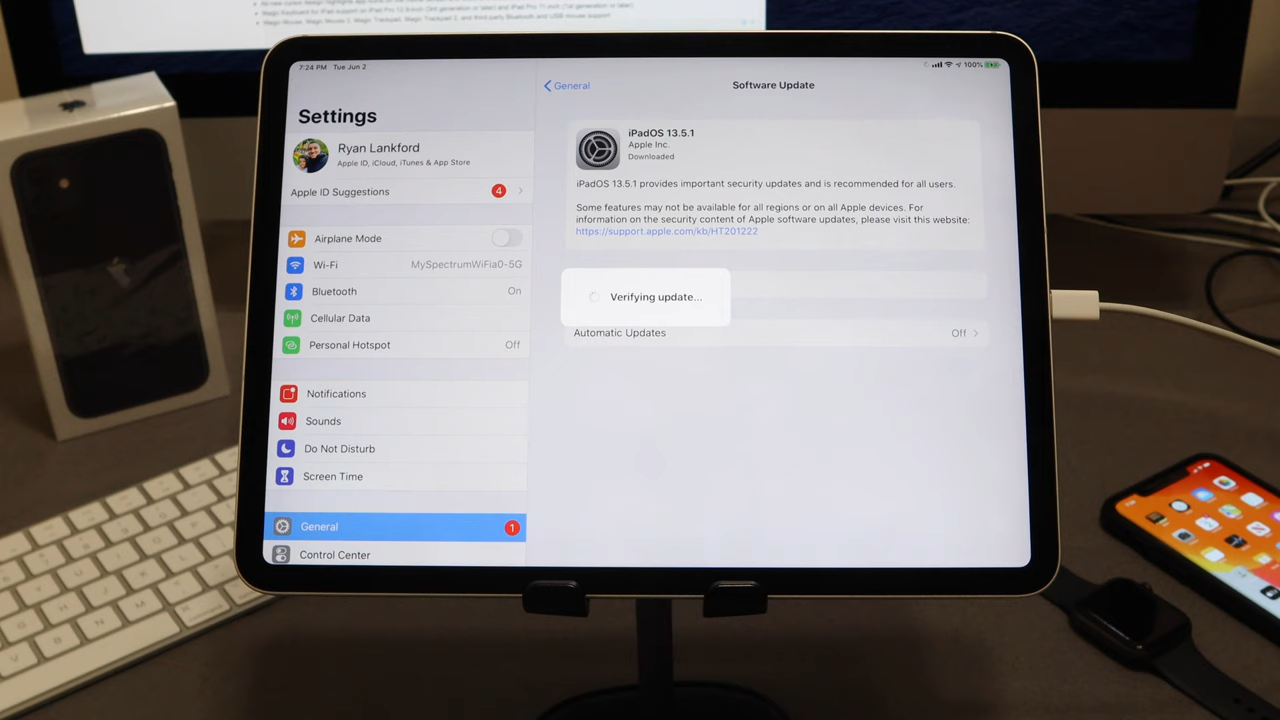 7:24 PM Tue Jun 2
100%
Settings
Ryan Lankford
Apple ID, iCloud, iTunes & App Store
Apple ID Suggestions 4
Airplane Mode
Wi-Fi MySpectrumWiFia0-5G
Bluetooth On
Cellular Data
Personal Hotspot Off
Notifications
Sounds
Do Not Disturb
Screen Time
General 1
Control Center
General
Software Update
iPadOS 13.5.1
Apple Inc.
Downloaded
iPadOS 13.5.1 provides important security updates and is recommended for all users.
Some features may not be available for all regions or on all Apple devices. For
information on the security content of Apple software updates, please visit this website:
https://support.apple.com/kb/HT201222
Verifying update...
Automatic Updates Off